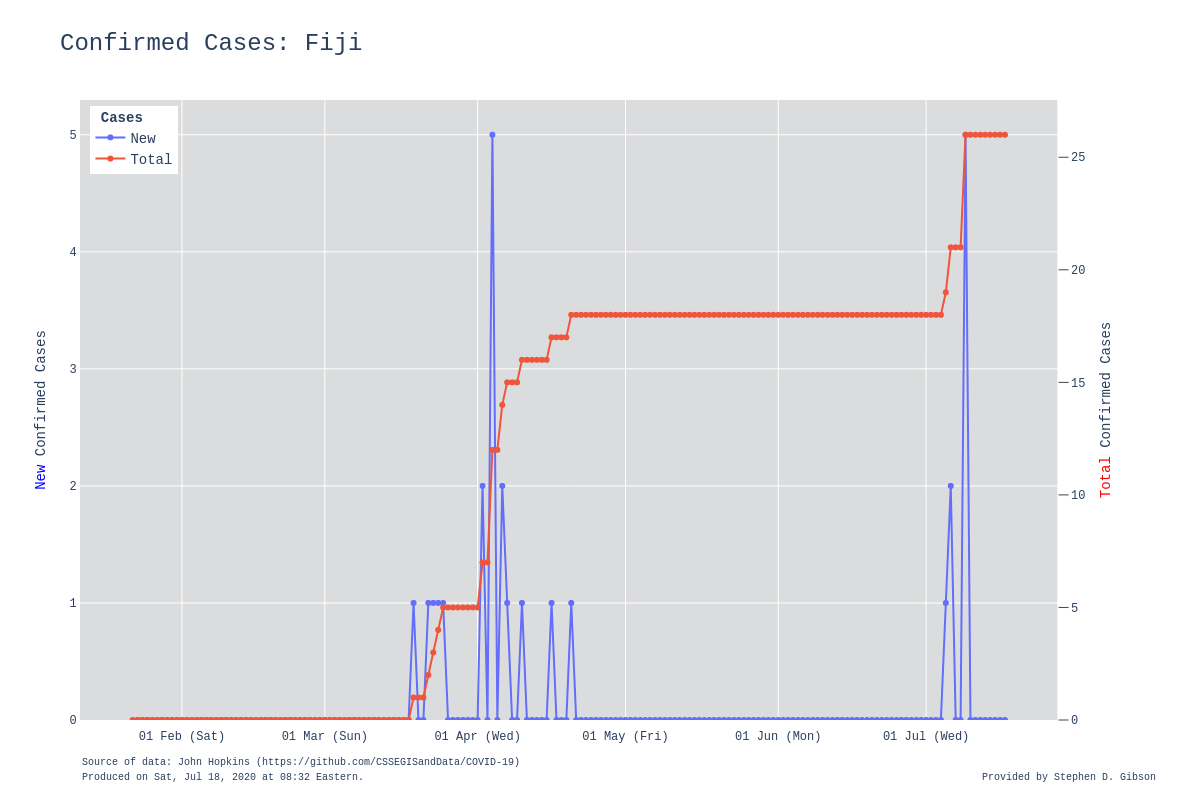 Confirmed Cases: Fiji
Cases
New
Total
5
4
3
2
1
0
25
20
15
10
5
0
New Confirmed Cases
Total Confirmed Cases
01 Feb (Sat)
01 Mar (Sun)
01 Apr (Wed)
01 May (Fri)
01 Jun (Mon)
01 Jul (Wed)
Source of data: John Hopkins (https://github.com/CSSEGISandData/COVID-19)
Produced on Sat, Jul 18, 2020 at 08:32 Eastern.
Provided by Stephen D. Gibson